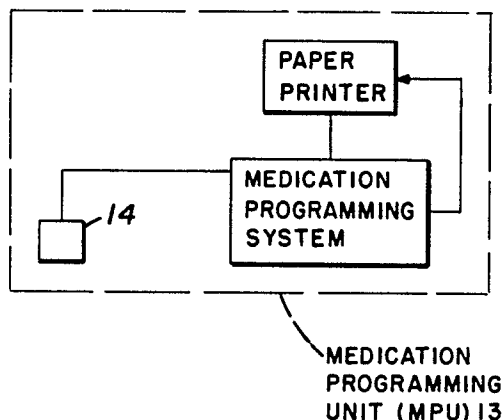 PAPER
PRINTER
MEDICATION
PROGRAMMING
SYSTEM
14
MEDICATION
PROGRAMMING
UNIT (MPU) 13